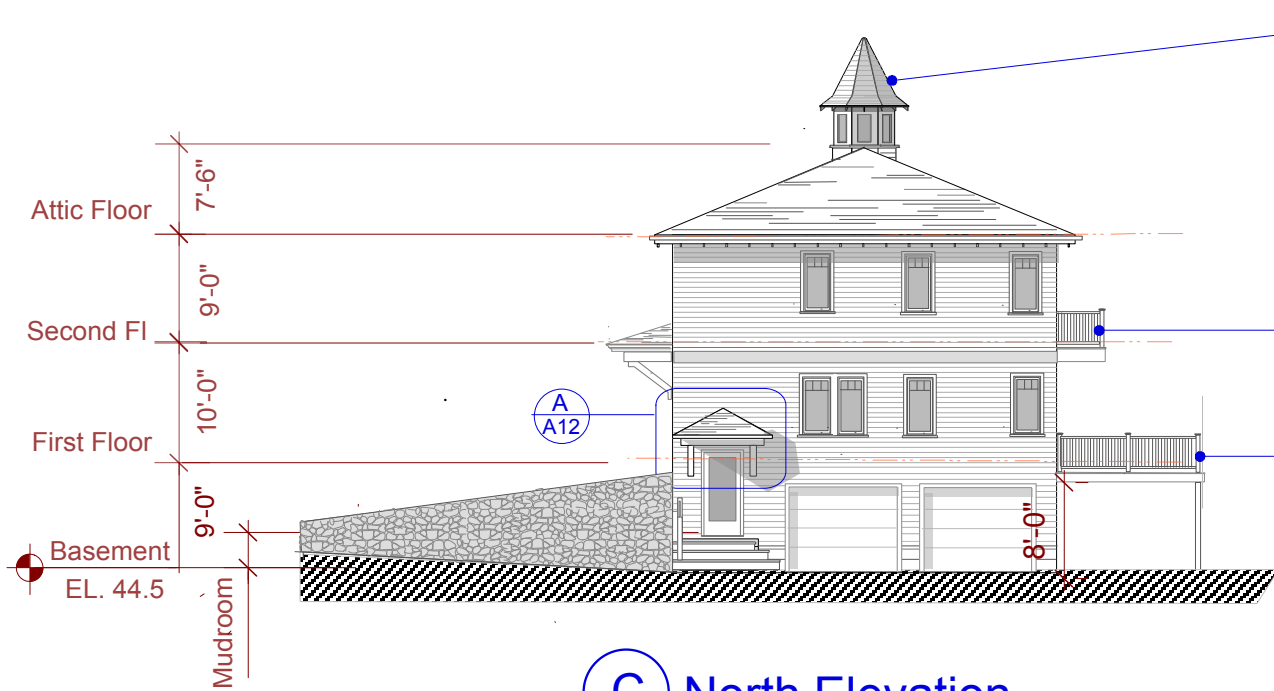 7'-6"
Attic Floor
9'-0"
Second Fl
10'-0"
First Floor
9'-0"
Basement
EL. 44.5
Mudroom
A
A12
8'-0"
C North Elevation